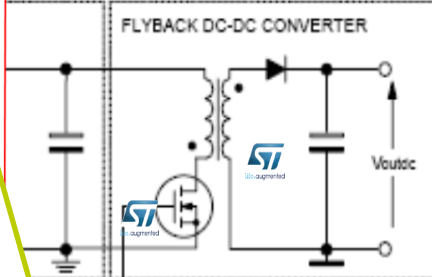 FLYBACK DC-DC CONVERTER
life.augmented
Voutdc
life.augmented